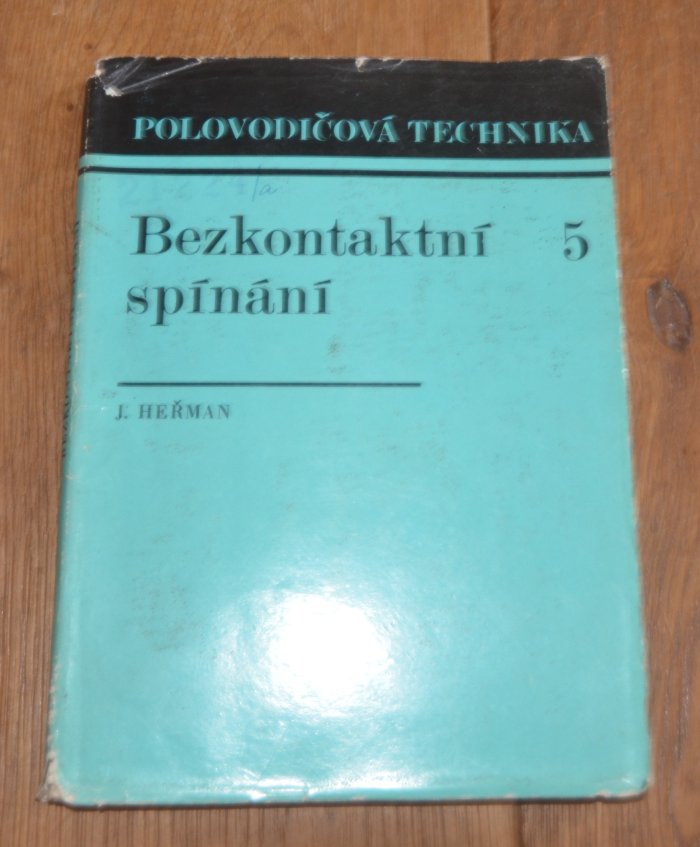 POLOVODIČOVÁ TECHNIKA
Bezkontaktní 5
spínání
J. HEŘMAN